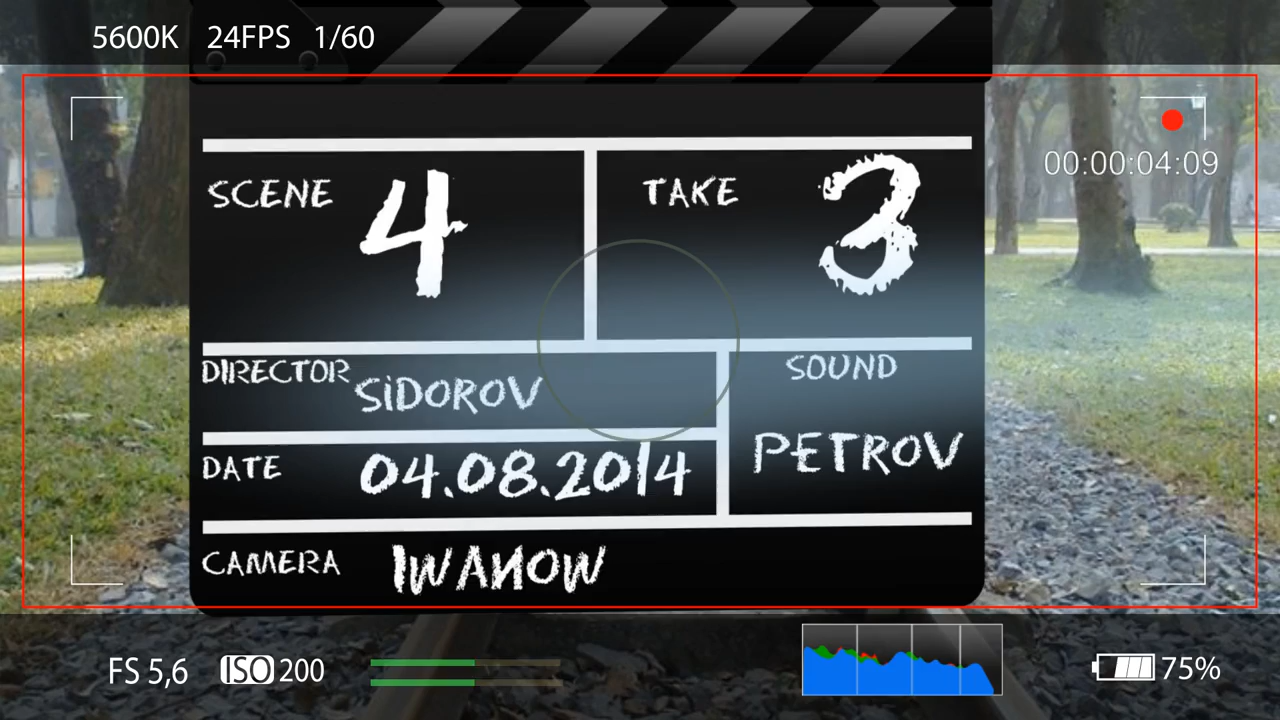 5600K 24FPS 1/60
00:00:04:09
SCENE 4 TAKE 3
DIRECTOR SiDOROV
SOUND
PETROV
DATE 04.08.2014
CAMERA IWAИOW
FS 5,6 ISO 200
75%